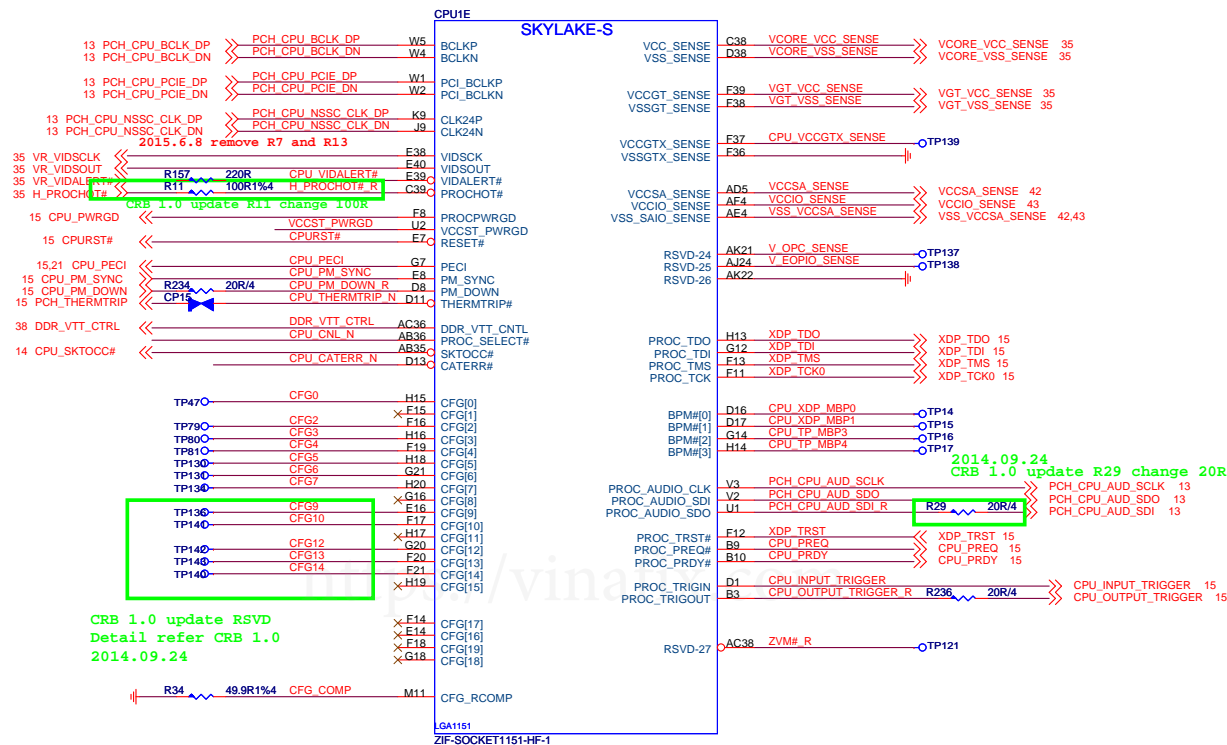 CPU1E
SKYLAKE-S
13 PCH_CPU_BCLK_DP PCH_CPU_BCLK_DP W5 BCLKP
13 PCH_CPU_BCLK_DN PCH_CPU_BCLK_DN W4 BCLKN
13 PCH_CPU_PCIE_DP PCH_CPU_PCIE_DP W1 PCI_BCLKP
13 PCH_CPU_PCIE_DN PCH_CPU_PCIE_DN W2 PCI_BCLKN
13 PCH_CPU_NSSC_CLK_DP PCH_CPU_NSSC_CLK_DP K9 CLK24P
13 PCH_CPU_NSSC_CLK_DN PCH_CPU_NSSC_CLK_DN J9 CLK24N
2015.6.8 remove R7 and R13
35 VR_VIDSCLK E38 VIDSCK
35 VR_VIDSOUT E40 VIDSOUT
35 VR_VIDALERT# R157 220R CPU_VIDALERT# E39 VIDALERT#
35 H_PROCHOT# R11 100R1%4 H_PROCHOT#_R C39 PROCHOT#
CRB 1.0 update R11 change 100R
15 CPU_PWRGD F8 PROCPWRGD
VCCST_PWRGD U2 VCCST_PWRGD
15 CPURST# CPURST# E7 RESET#
15,21 CPU_PECI CPU_PECI G7 PECI
15 CPU_PM_SYNC CPU_PM_SYNC E8 PM_SYNC
15 CPU_PM_DOWN R234 20R/4 CPU_PM_DOWN_R D8 PM_DOWN
15 PCH_THERMTRIP CP15 CPU_THERMTRIP_N D11 THERMTRIP#
38 DDR_VTT_CTRL DDR_VTT_CTRL AC36 DDR_VTT_CNTL
CPU_CNL_N AB36 PROC_SELECT#
14 CPU_SKTOCC# AB35 SKTOCC#
CPU_CATERR_N D13 CATERR#
TP47 CFG0 H15 CFG[0]
F15 CFG[1]
TP79 CFG2 F16 CFG[2]
TP80 CFG3 H16 CFG[3]
TP81 CFG4 F19 CFG[4]
TP130 CFG5 H18 CFG[5]
TP131 CFG6 G21 CFG[6]
TP134 CFG7 H20 CFG[7]
G16 CFG[8]
TP136 CFG9 E16 CFG[9]
TP141 CFG10 F17 CFG[10]
H17 CFG[11]
TP142 CFG12 G20 CFG[12]
TP143 CFG13 F20 CFG[13]
TP140 CFG14 F21 CFG[14]
H19 CFG[15]
CRB 1.0 update RSVD
Detail refer CRB 1.0
2014.09.24
F14 CFG[17]
E14 CFG[16]
F18 CFG[19]
G18 CFG[18]
R34 49.9R1%4 CFG_COMP M11 CFG_RCOMP
LGA1151
ZIF-SOCKET1151-HF-1
VCC_SENSE C38 VCORE_VCC_SENSE VCORE_VCC_SENSE 35
VSS_SENSE D38 VCORE_VSS_SENSE VCORE_VSS_SENSE 35
VCCGT_SENSE F39 VGT_VCC_SENSE VGT_VCC_SENSE 35
VSSGT_SENSE F38 VGT_VSS_SENSE VGT_VSS_SENSE 35
VCCGTX_SENSE F37 CPU_VCCGTX_SENSE TP139
VSSGTX_SENSE F36
VCCSA_SENSE AD5 VCCSA_SENSE VCCSA_SENSE 42
VCCIO_SENSE AF4 VCCIO_SENSE VCCIO_SENSE 43
VSS_SAIO_SENSE AE4 VSS_VCCSA_SENSE VSS_VCCSA_SENSE 42,43
RSVD-24 AK21 V_OPC_SENSE TP137
RSVD-25 AJ24 V_EOPIO_SENSE TP138
RSVD-26 AK22
PROC_TDO H13 XDP_TDO XDP_TDO 15
PROC_TDI G12 XDP_TDI XDP_TDI 15
PROC_TMS F13 XDP_TMS XDP_TMS 15
PROC_TCK F11 XDP_TCK0 XDP_TCK0 15
BPM#[0] D16 CPU_XDP_MBP0 TP14
BPM#[1] D17 CPU_XDP_MBP1 TP15
BPM#[2] G14 CPU_TP_MBP3 TP16
BPM#[3] H14 CPU_TP_MBP4 TP17
2014.09.24
CRB 1.0 update R29 change 20R
PROC_AUDIO_CLK V3 PCH_CPU_AUD_SCLK PCH_CPU_AUD_SCLK 13
PROC_AUDIO_SDI V2 PCH_CPU_AUD_SDO PCH_CPU_AUD_SDO 13
PROC_AUDIO_SDO U1 PCH_CPU_AUD_SDI_R R29 20R/4 PCH_CPU_AUD_SDI 13
PROC_TRST# F12 XDP_TRST XDP_TRST 15
PROC_PREQ# B9 CPU_PREQ CPU_PREQ 15
PROC_PRDY# B10 CPU_PRDY CPU_PRDY 15
PROC_TRIGIN D1 CPU_INPUT_TRIGGER CPU_INPUT_TRIGGER 15
PROC_TRIGOUT B3 CPU_OUTPUT_TRIGGER_R R236 20R/4 CPU_OUTPUT_TRIGGER 15
RSVD-27 AC38 ZVM#_R TP121
https://vinafix.com